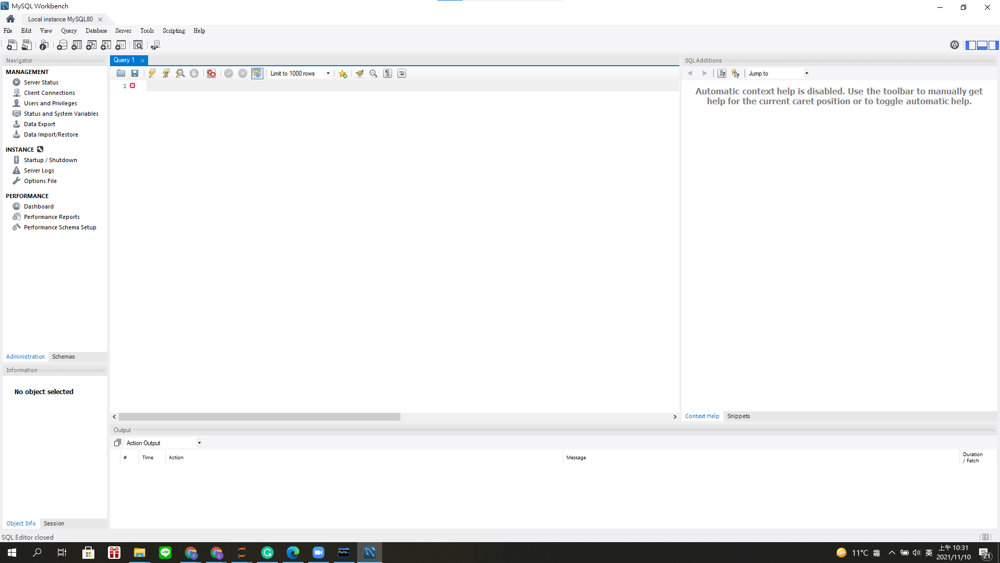 MySQL Workbench
Local instance MySQL80
File Edit View Query Database Server Tools Scripting Help
Navigator
MANAGEMENT
Server Status
Client Connections
Users and Privileges
Status and System Variables
Data Export
Data Import/Restore
INSTANCE
Startup / Shutdown
Server Logs
Options File
PERFORMANCE
Dashboard
Performance Reports
Performance Schema Setup
Administration Schemas
Information
No object selected
Object Info Session
Query 1
Limit to 1000 rows
1
SQLAdditions
Jump to
Automatic context help is disabled. Use the toolbar to manually get
help for the current caret position or to toggle automatic help.
Context Help Snippets
Output
Action Output
# Time Action Message Duration
/ Fetch
SQL Editor closed
11°C
英
上午 10:31
2021/11/10
21